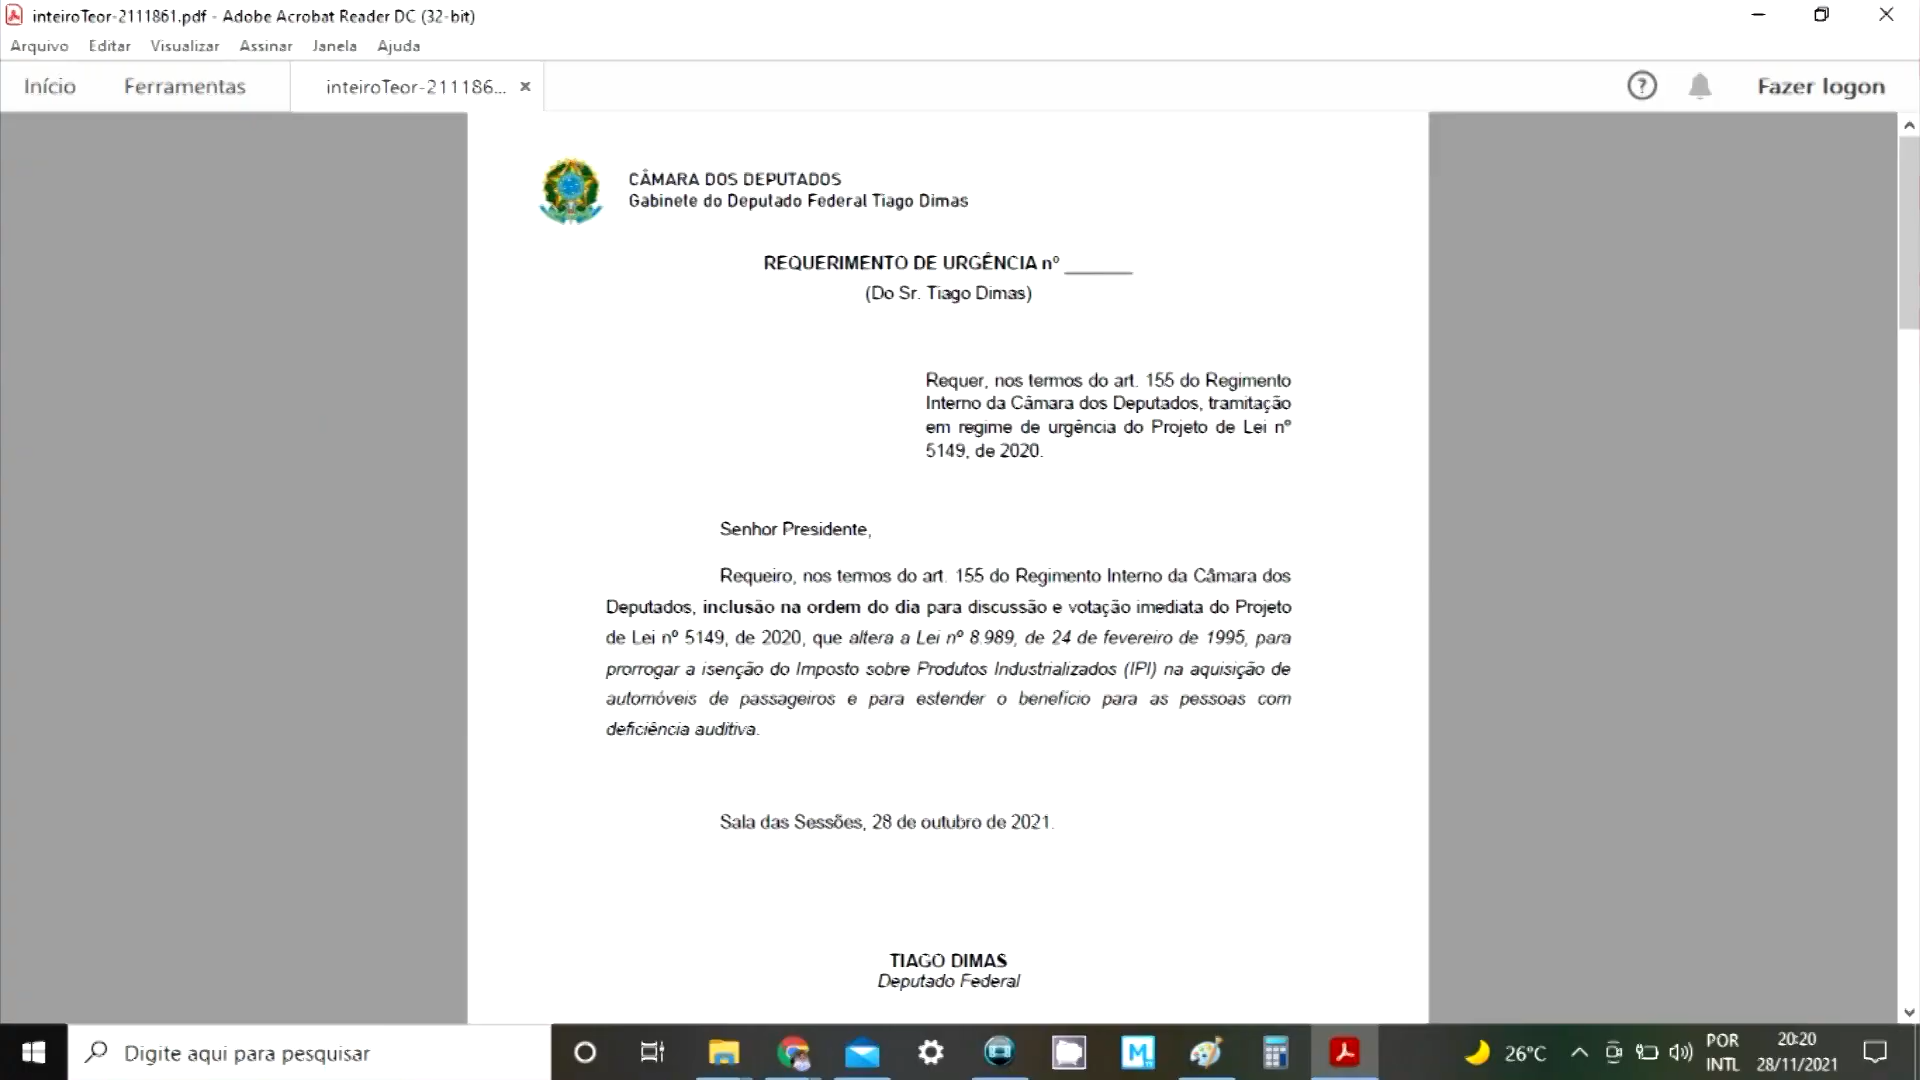 inteiroTeor-2111861.pdf - Adobe Acrobat Reader DC (32-bit)
Arquivo Editar Visualizar Assinar Janela Ajuda
Início Ferramentas inteiroTeor-211186... × ? Fazer logon
CÂMARA DOS DEPUTADOS
Gabinete do Deputado Federal Tiago Dimas
REQUERIMENTO DE URGÊNCIA nº _______
(Do Sr. Tiago Dimas)
Requer, nos termos do art. 155 do Regimento
Interno da Câmara dos Deputados, tramitação
em regime de urgência do Projeto de Lei nº
5149, de 2020.
Senhor Presidente,
Requeiro, nos termos do art. 155 do Regimento Interno da Câmara dos
Deputados, inclusão na ordem do dia para discussão e votação imediata do Projeto
de Lei nº 5149, de 2020, que altera a Lei nº 8.989, de 24 de fevereiro de 1995, para
prorrogar a isenção do Imposto sobre Produtos Industrializados (IPI) na aquisição de
automóveis de passageiros e para estender o benefício para as pessoas com
deficiência auditiva.
Sala das Sessões, 28 de outubro de 2021.
TIAGO DIMAS
Deputado Federal
Digite aqui para pesquisar
M
26°C
POR
INTL
20:20
28/11/2021